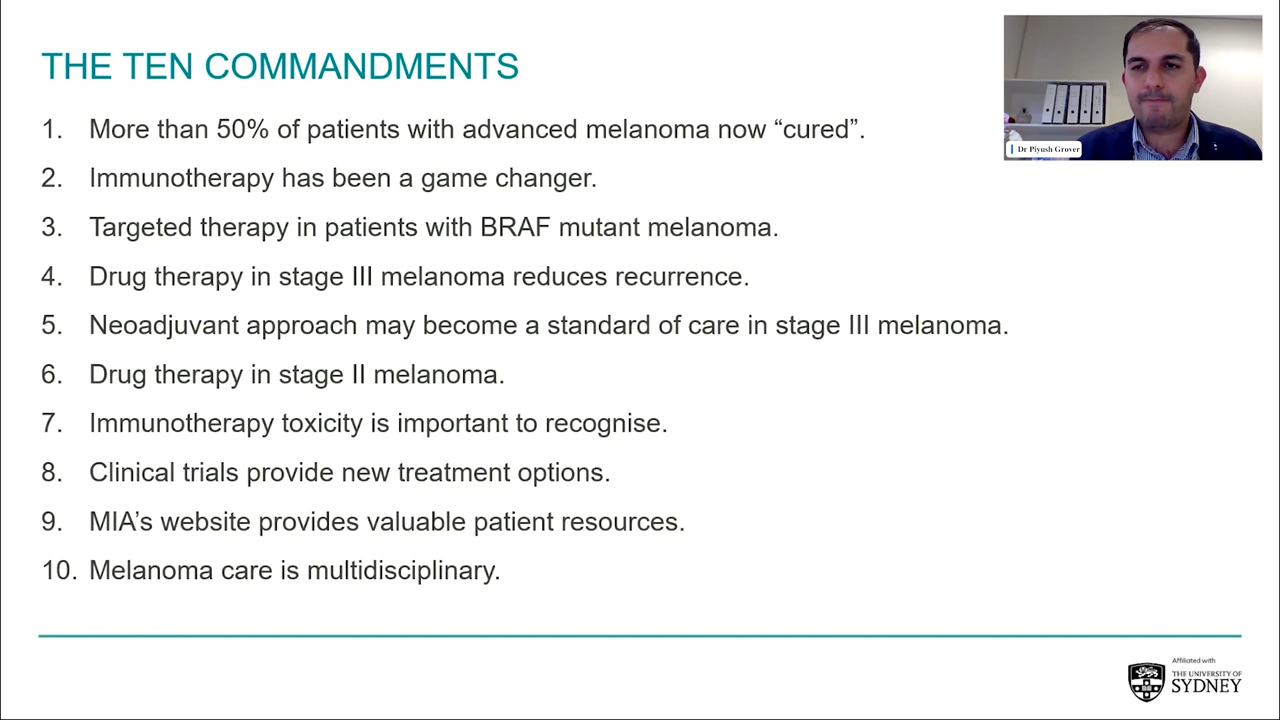 THE TEN COMMANDMENTS
1. More than 50% of patients with advanced melanoma now “cured”.
2. Immunotherapy has been a game changer.
3. Targeted therapy in patients with BRAF mutant melanoma.
4. Drug therapy in stage III melanoma reduces recurrence.
5. Neoadjuvant approach may become a standard of care in stage III melanoma.
6. Drug therapy in stage II melanoma.
7. Immunotherapy toxicity is important to recognise.
8. Clinical trials provide new treatment options.
9. MIA’s website provides valuable patient resources.
10. Melanoma care is multidisciplinary.
Dr Piyush Grover
Affiliated with
THE UNIVERSITY OF
SYDNEY